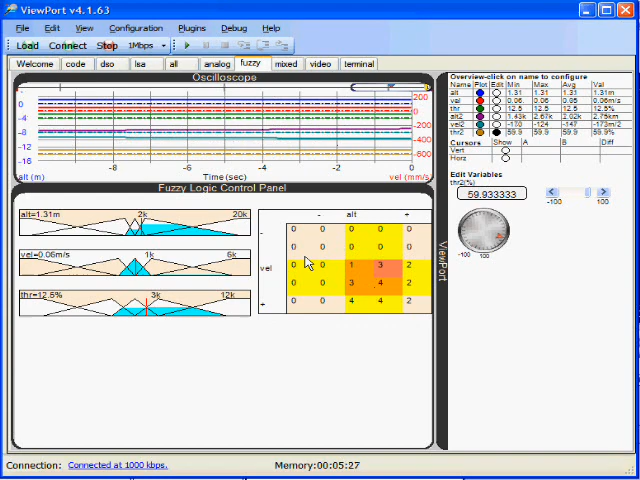 ViewPort v4.1.63
File Edit View Configuration Plugins Debug Help
Load Connect Stop 1Mbps
Welcome code dso lsa all analog fuzzy mixed video terminal
Oscilloscope
0 200
-4 0
-8 -200
-12 -400
-16 -600
-8 -6 -4 -2 0
alt (m) Time (sec) vel (mm/s)
Fuzzy Logic Control Panel
alt=1.31m 2k 20k
vel=0.06m/s 1k 6k
thr=12.5% 3k 12k
- alt +
- 0 0 0 0 0
0 0 0 0 0
vel 0 0 1 3 2
0 0 3 4 2
+ 0 0 4 4 2
ViewPort
Overview-click on name to configure
Name Plot Edit Min Max Avg Val
alt 1.31 1.31 1.31 1.31m
vel 0.06 0.06 0.05 0.06m/s
thr 12.5 12.5 12.5 12.5%
alt2 1.43k 2.67k 2.02k 2.75km
vel2 -170 -124 -147 -173m/2
thr2 59.9 59.9 59.9 59.9%
Cursors Show A B Diff
Vert
Horz
Edit Variables
thr2(%)
59.933333
-100 100
-100 100
Connection: Connected at 1000 kbps. Memory:00:05:27